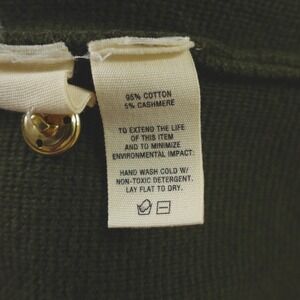 95% COTTON
5% CASHMERE
TO EXTEND THE LIFE
OF THIS ITEM
AND TO MINIMIZE
ENVIRONMENTAL IMPACT:
HAND WASH COLD W/
NON-TOXIC DETERGENT.
LAY FLAT TO DRY.